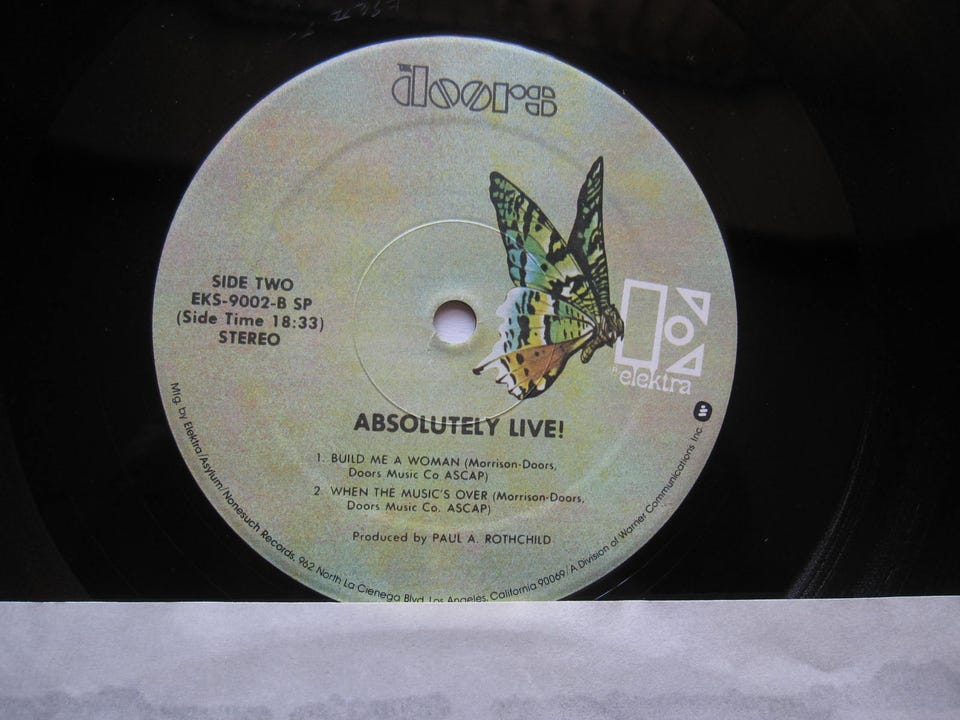 THE doors
SIDE TWO
EKS-9002-B SP
(Side Time 18:33)
STEREO
elektra
ABSOLUTELY LIVE!
1. BUILD ME A WOMAN (Morrison-Doors,
Doors Music Co ASCAP)
2. WHEN THE MUSIC'S OVER (Morrison-Doors,
Doors Music Co. ASCAP)
Produced by PAUL A. ROTHCHILD
Mfg. by Elektra/Asylum/Nonesuch Records, 962 North La Cienega Blvd. Los Angeles, California 90069/A Division of Warner Communications Inc.